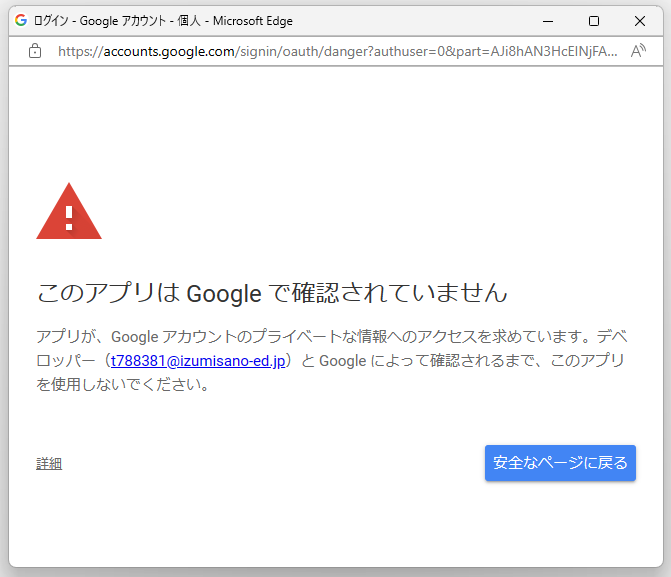 ログイン - Google アカウント - 個人 - Microsoft Edge
https://accounts.google.com/signin/oauth/danger?authuser=0&part=AJi8hAN3HcEINjFA...
このアプリは Google で確認されていません
アプリが、Google アカウントのプライベートな情報へのアクセスを求めています。デベ
ロッパー（t788381@izumisano-ed.jp）と Google によって確認されるまで、このアプリ
を使用しないでください。
詳細
安全なページに戻る